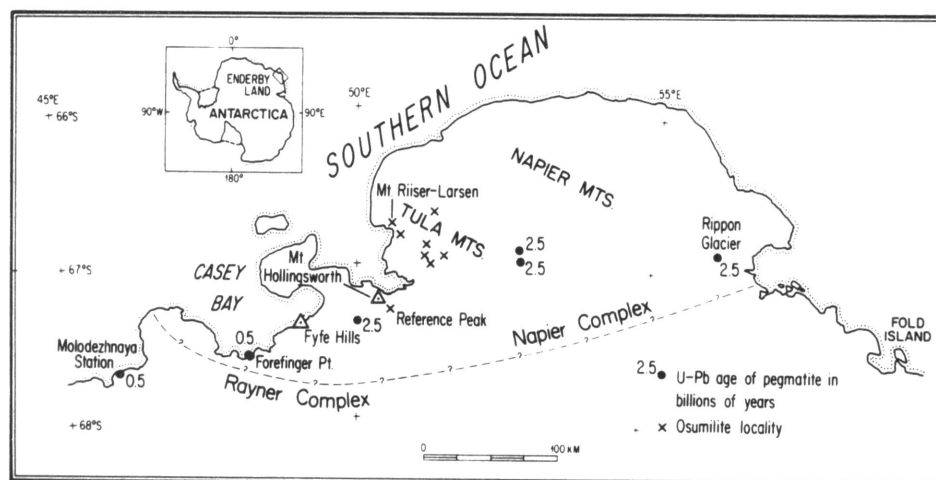 0°
ENDERBY
LAND
ANTARCTICA
90°W
90°E
180°
45°E
66°S
50°E
55°E
SOUTHERN OCEAN
NAPIER MTS.
Mt. Riiser-Larsen
TULA MTS.
2.5
2.5
Rippon
Glacier
2.5
67°S
CASEY
BAY
Mt
Hollingsworth
2.5
Reference Peak
Fyfe Hills
Napier Complex
FOLD
ISLAND
Molodezhnaya
Station
0.5
0.5
Forefinger Pt.
Rayner Complex
68°S
2.5
U-Pb age of pegmatite in
billions of years
Osumilite locality
0
100 KM